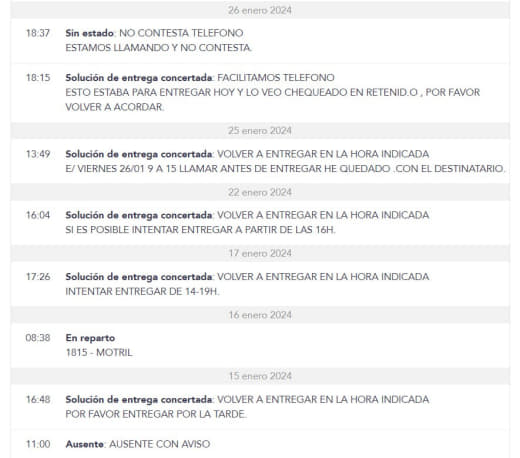 26 enero 2024
18:37 Sin estado: NO CONTESTA TELEFONO
ESTAMOS LLAMANDO Y NO CONTESTA.
18:15 Solución de entrega concertada: FACILITAMOS TELEFONO
ESTO ESTABA PARA ENTREGAR HOY Y LO VEO CHEQUEADO EN RETENID.O , POR FAVOR
VOLVER A ACORDAR.
25 enero 2024
13:49 Solución de entrega concertada: VOLVER A ENTREGAR EN LA HORA INDICADA
E/ VIERNES 26/01 9 A 15 LLAMAR ANTES DE ENTREGAR HE QUEDADO .CON EL DESTINATARIO.
22 enero 2024
16:04 Solución de entrega concertada: VOLVER A ENTREGAR EN LA HORA INDICADA
SI ES POSIBLE INTENTAR ENTREGAR A PARTIR DE LAS 16H.
17 enero 2024
17:26 Solución de entrega concertada: VOLVER A ENTREGAR EN LA HORA INDICADA
INTENTAR ENTREGAR DE 14-19H.
16 enero 2024
08:38 En reparto
1815 - MOTRIL
15 enero 2024
16:48 Solución de entrega concertada: VOLVER A ENTREGAR EN LA HORA INDICADA
POR FAVOR ENTREGAR POR LA TARDE.
11:00 Ausente: AUSENTE CON AVISO